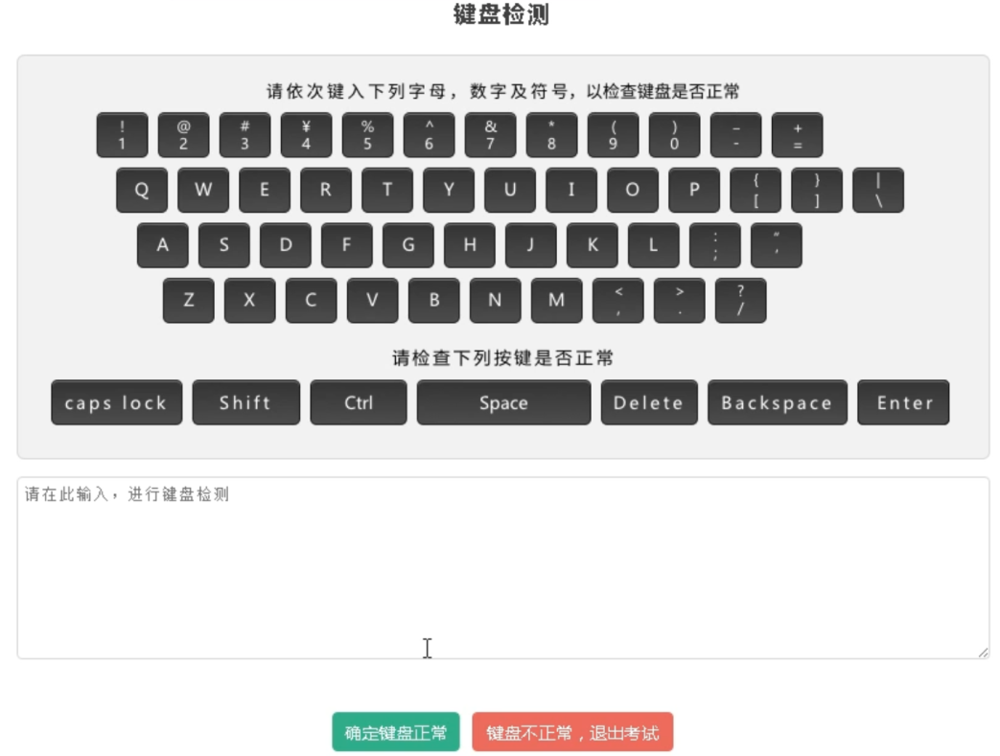 键盘检测
请依次键入下列字母，数字及符号，以检查键盘是否正常
! @ # ¥ % ^ & * ( ) – +
1 2 3 4 5 6 7 8 9 0 - =
{ } |
Q W E R T Y U I O P [ ] \
: "
A S D F G H J K L ; '
< > ?
Z X C V B N M , . /
请检查下列按键是否正常
caps lock Shift Ctrl Space Delete Backspace Enter
请在此输入，进行键盘检测
确定键盘正常 键盘不正常，退出考试